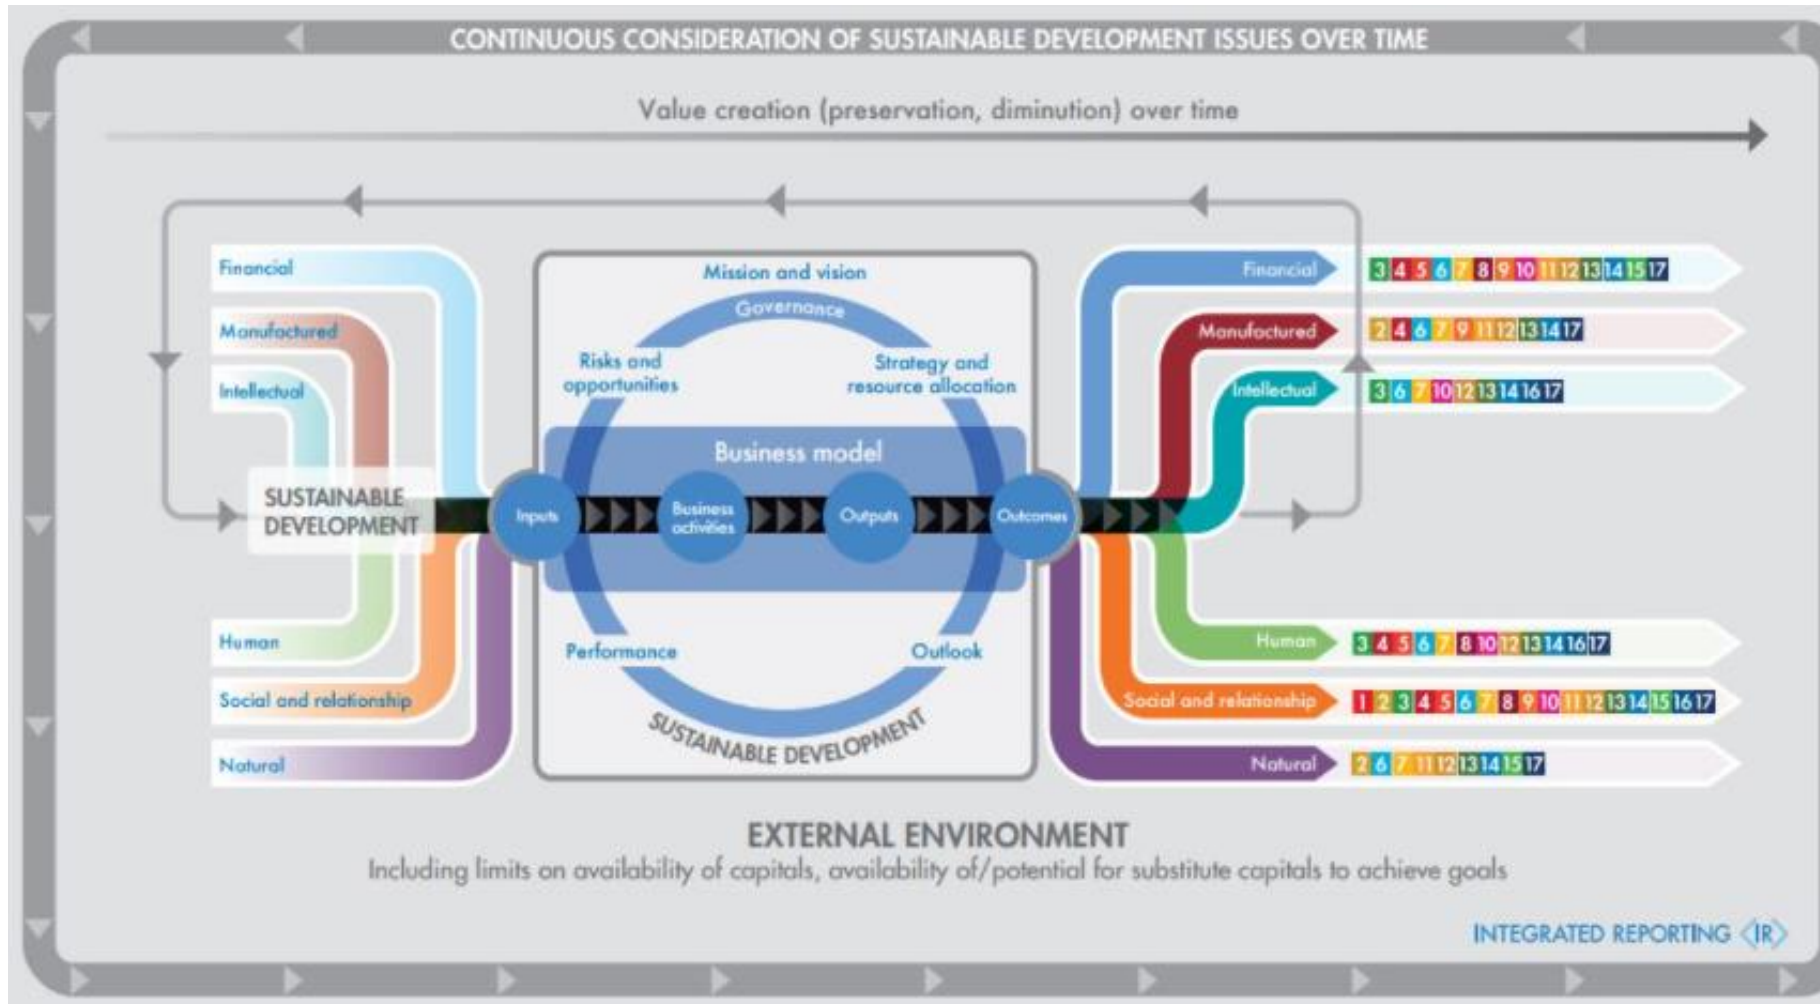 CONTINUOUS CONSIDERATION OF SUSTAINABLE DEVELOPMENT ISSUES OVER TIME
Value creation (preservation, diminution) over time
Financial
Manufactured
Intellectual
SUSTAINABLE
DEVELOPMENT
Human
Social and relationship
Natural
Mission and vision
Governance
Risks and
opportunities
Strategy and
resource allocation
Business model
Inputs
Business
activities
Outputs
Outcomes
Performance
Outlook
SUSTAINABLE DEVELOPMENT
Financial 3 4 5 6 7 8 9 10 11 12 13 14 15 17
Manufactured 2 4 6 7 9 11 12 13 14 17
Intellectual 3 6 7 10 12 13 14 16 17
Human 3 4 5 6 7 8 10 12 13 14 16 17
Social and relationship 1 2 3 4 5 6 7 8 9 10 11 12 13 14 15 16 17
Natural 2 6 7 11 12 13 14 15 17
EXTERNAL ENVIRONMENT
Including limits on availability of capitals, availability of/potential for substitute capitals to achieve goals
INTEGRATED REPORTING <IR>